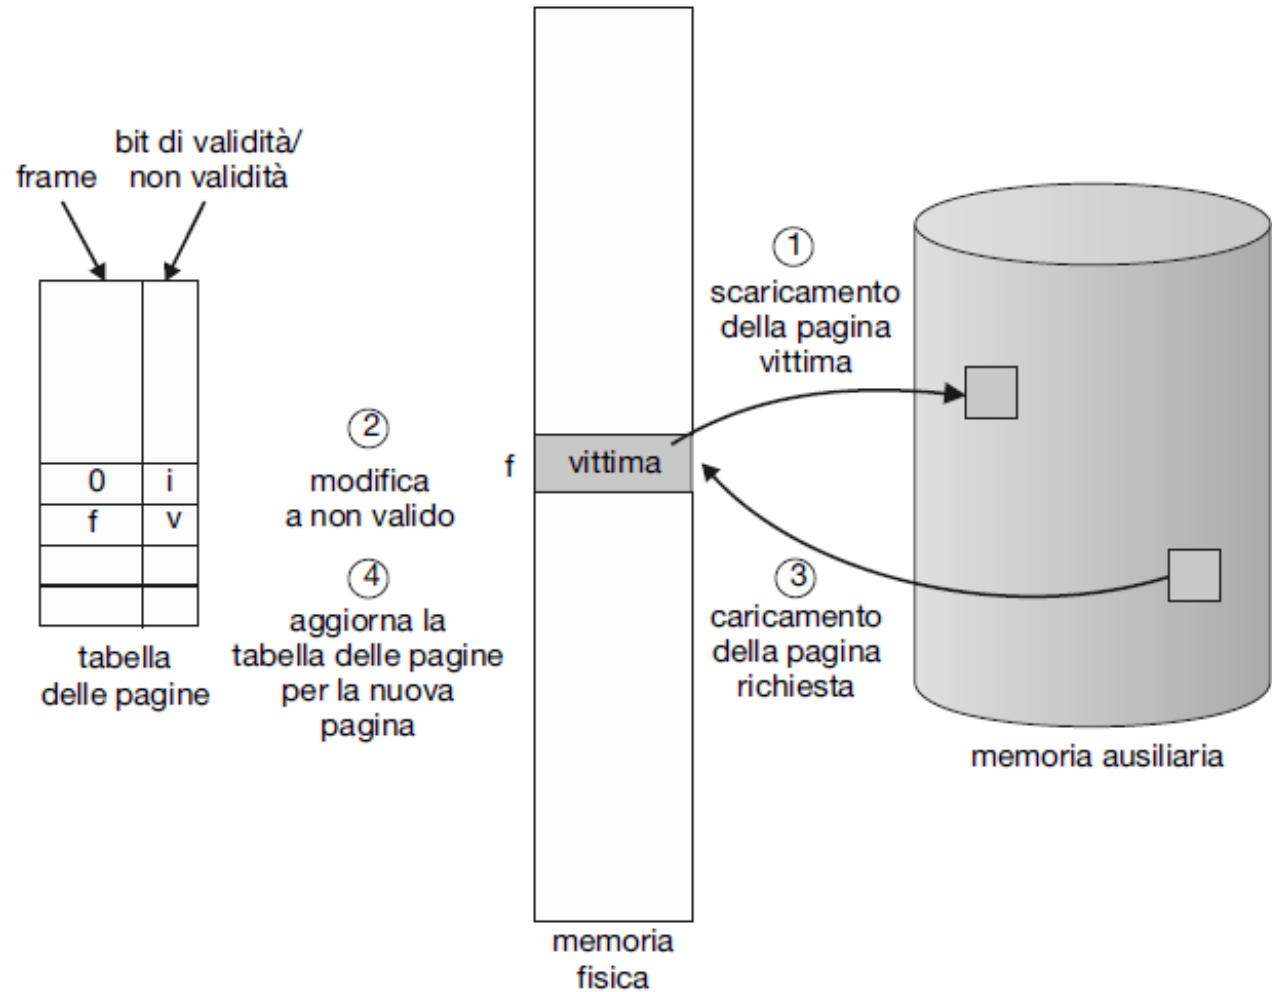 bit di validità/
frame non validità
0 i
f v
tabella
delle pagine
2
modifica
a non valido
4
aggiorna la
tabella delle pagine
per la nuova
pagina
f
vittima
memoria
fisica
1
scaricamento
della pagina
vittima
3
caricamento
della pagina
richiesta
memoria ausiliaria